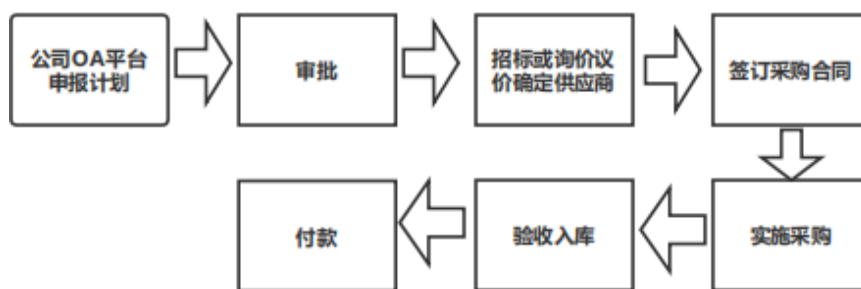 公司OA平台
申报计划
审批
招标或询价议
价确定供应商
签订采购合同
付款
验收入库
实施采购